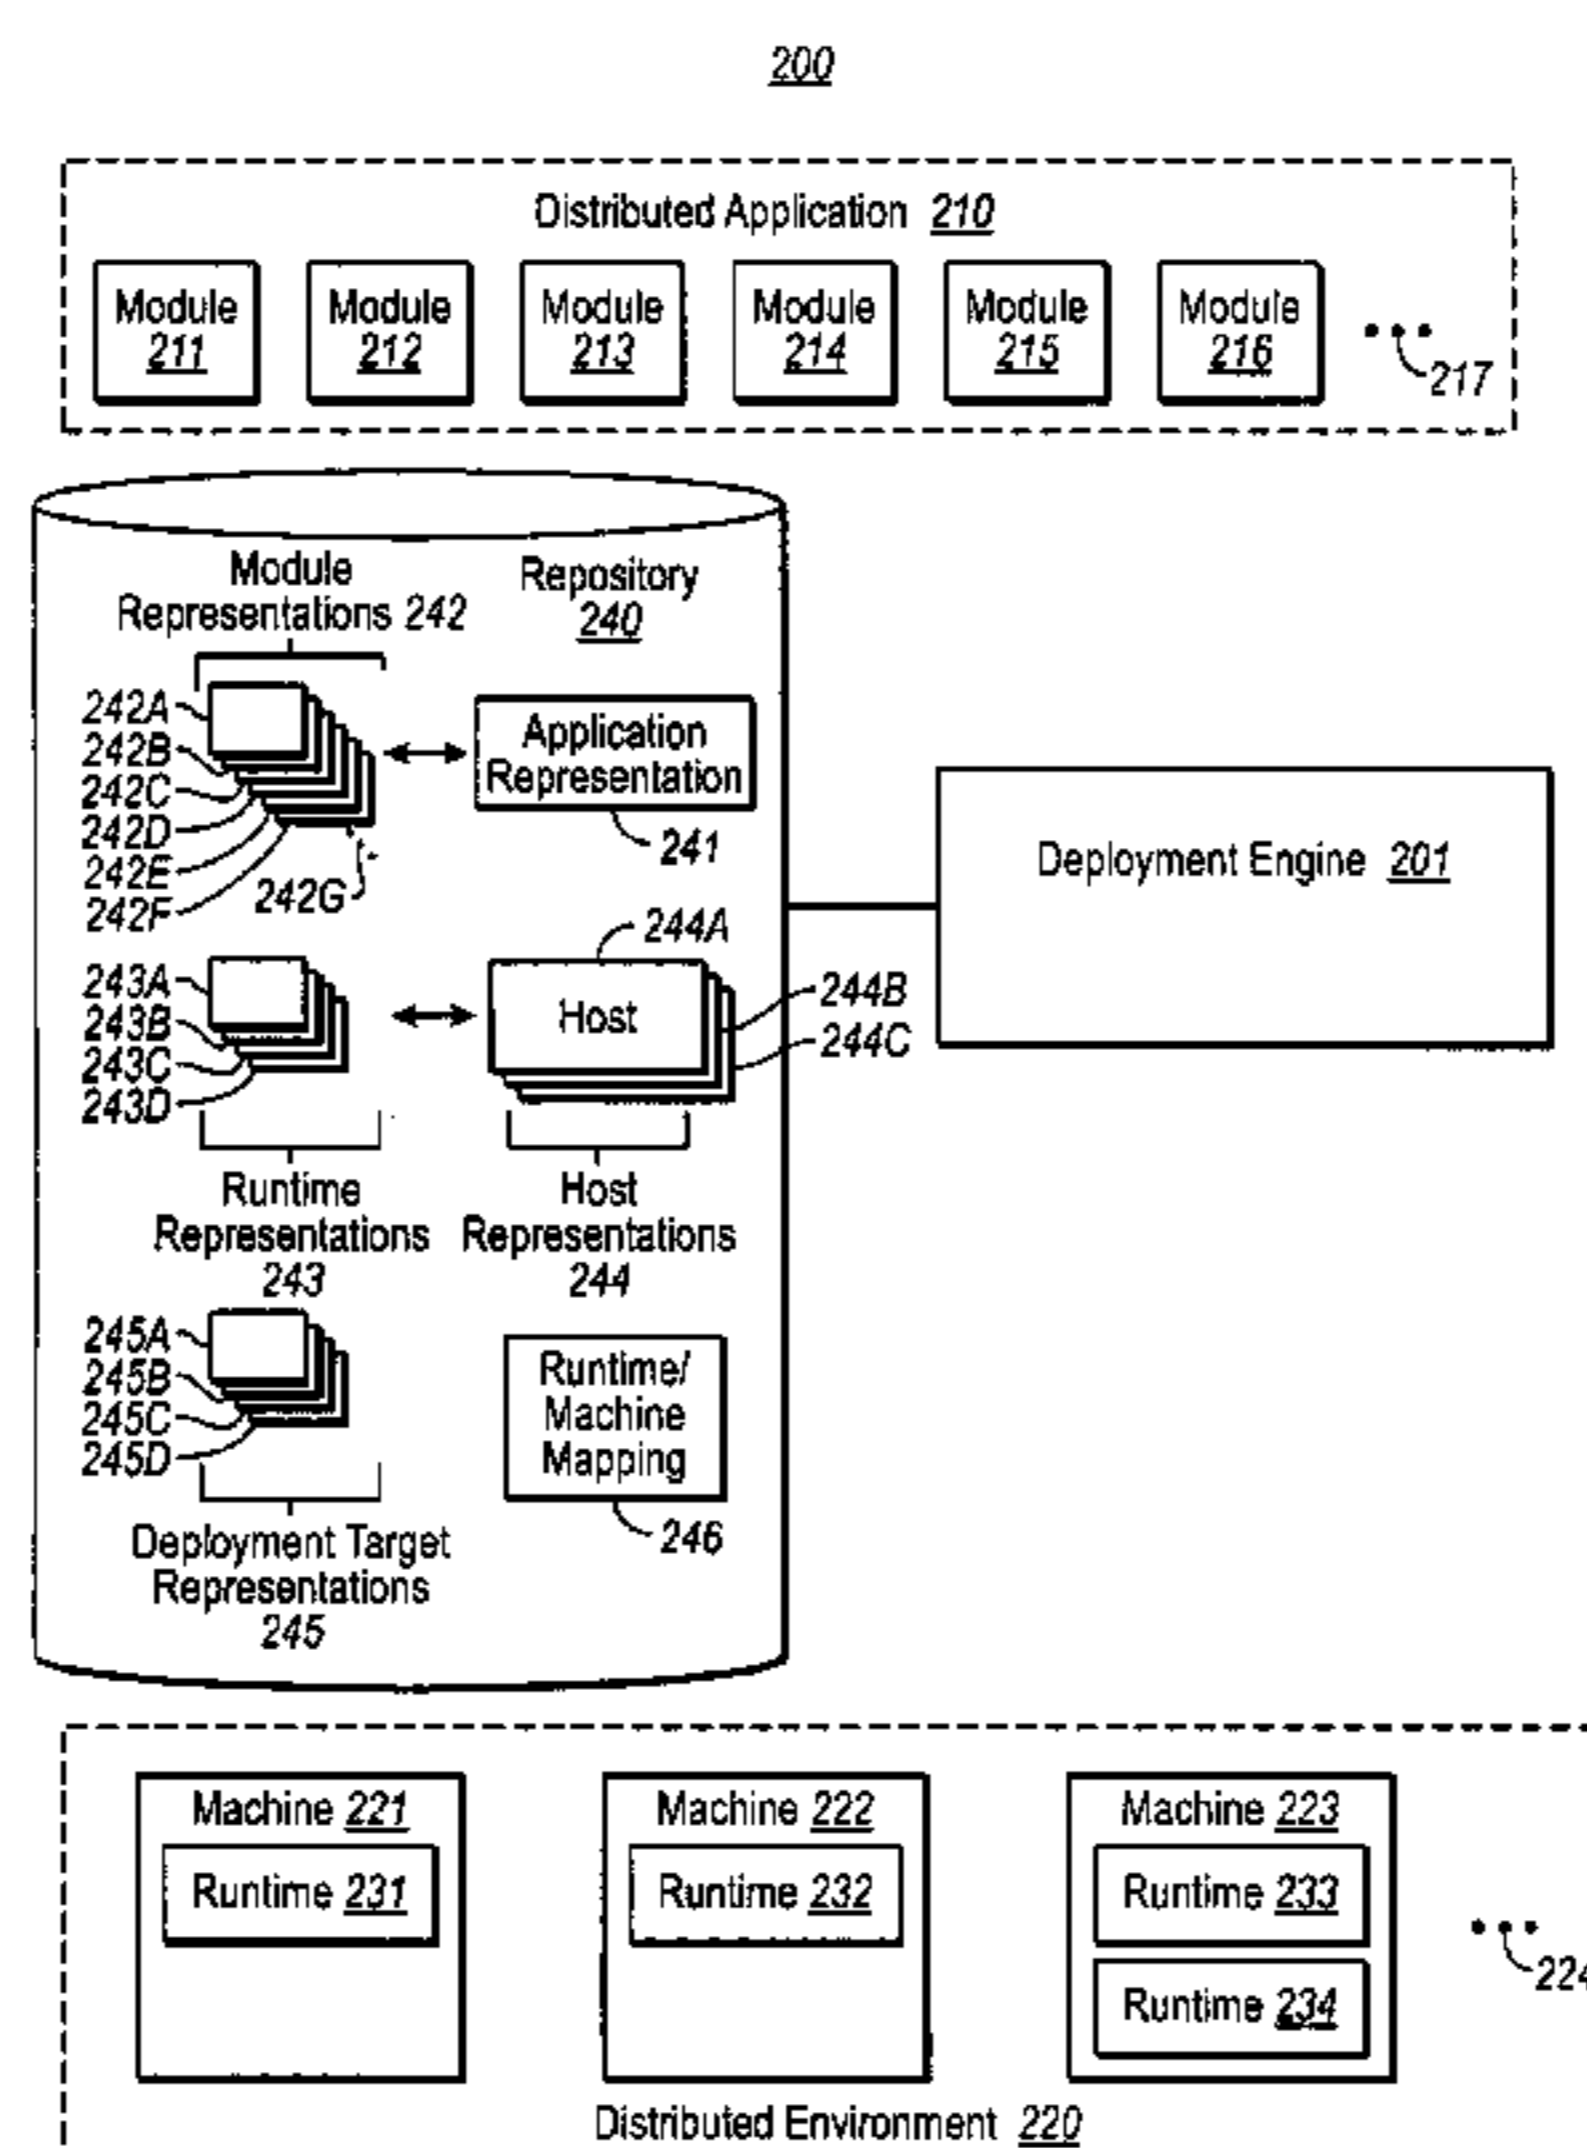 200
Distributed Application 210
Module 211
Module 212
Module 213
Module 214
Module 215
Module 216
217
Module
Representations 242
Repository
240
242A
242B
242C
242D
242E
242F
242G
Application
Representation
241
Deployment Engine 201
243A
243B
243C
243D
244A
Host
244B
244C
Runtime
Representations
243
Host
Representations
244
245A
245B
245C
245D
Runtime/
Machine
Mapping
246
Deployment Target
Representations
245
Machine 221
Runtime 231
Machine 222
Runtime 232
Machine 223
Runtime 233
Runtime 234
224
Distributed Environment 220